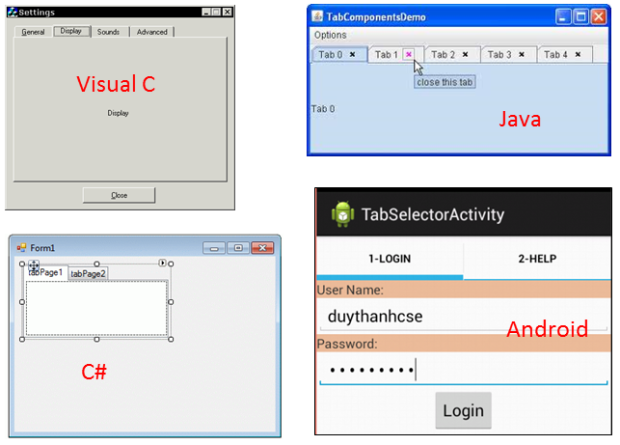 Settings
General Display Sounds Advanced
Visual C
Display
Close
TabComponentsDemo
Options
Tab 0 Tab 1 Tab 2 Tab 3 Tab 4
close this tab
Tab 0
Java
Form1
tabPage1 tabPage2
C#
TabSelectorActivity
1-LOGIN 2-HELP
User Name:
duythanhcse
Android
Password:
•••••••••
Login